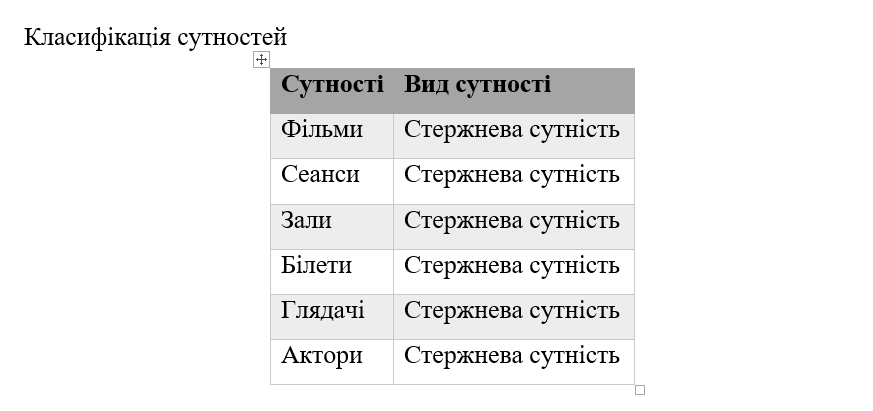 Класифікація сутностей
Сутності Вид сутності
Фільми Стержнева сутність
Сеанси Стержнева сутність
Зали Стержнева сутність
Білети Стержнева сутність
Глядачі Стержнева сутність
Актори Стержнева сутність